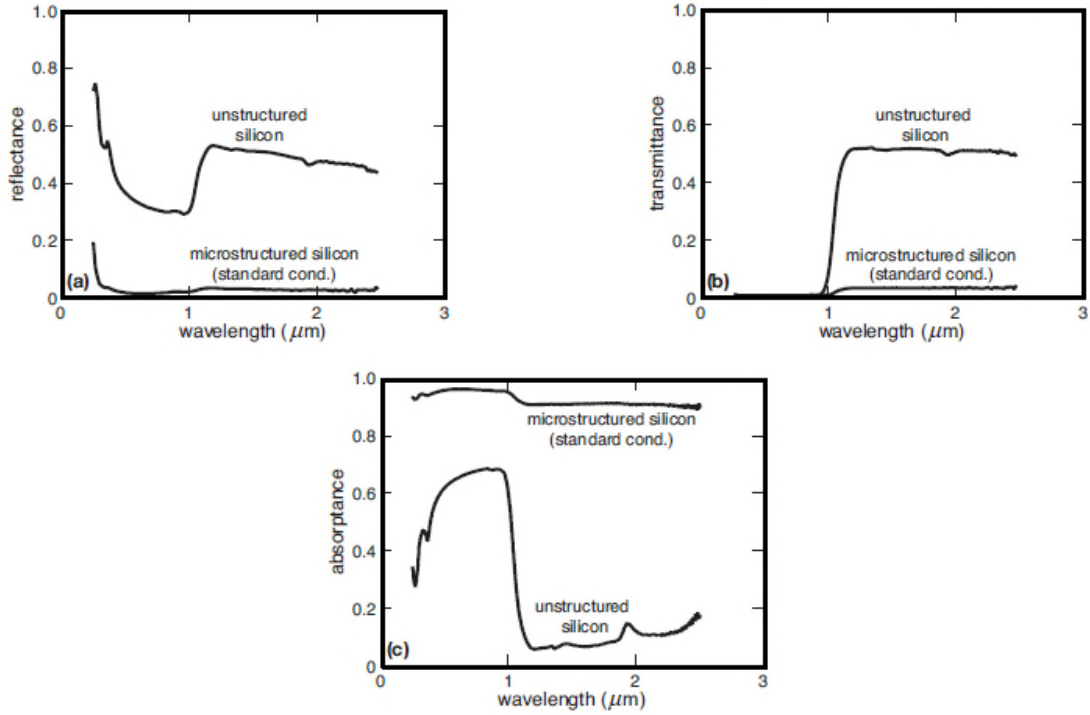 1.0
0.8
0.6
0.4
0.2
0
reflectance
unstructured
silicon
microstructured silicon
(standard cond.)
(a)
0 1 2 3
wavelength (μm)
1.0
0.8
0.6
0.4
0.2
0
transmittance
unstructured
silicon
microstructured silicon
(standard cond.)
(b)
0 1 2 3
wavelength (μm)
1.0
0.8
0.6
0.4
0.2
0
absorptance
microstructured silicon
(standard cond.)
unstructured
silicon
(c)
0 1 2 3
wavelength (μm)